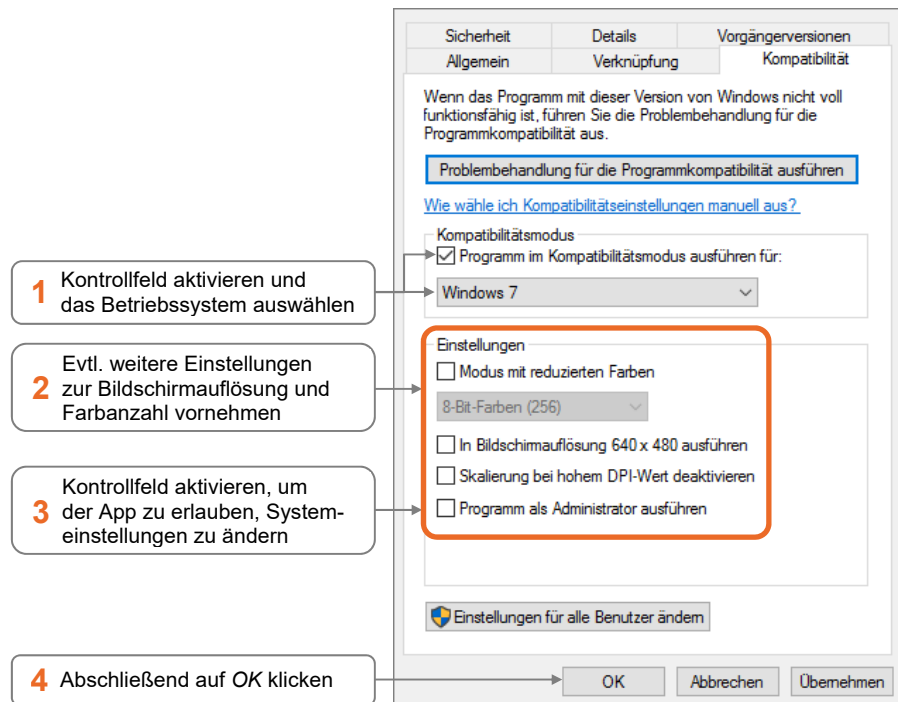 Sicherheit Details Vorgängerversionen
Allgemein Verknüpfung Kompatibilität
Wenn das Programm mit dieser Version von Windows nicht voll
funktionsfähig ist, führen Sie die Problembehandlung für die
Programmkompatibilität aus.
Problembehandlung für die Programmkompatibilität ausführen
Wie wähle ich Kompatibilitätseinstellungen manuell aus?
Kompatibilitätsmodus
Programm im Kompatibilitätsmodus ausführen für:
Windows 7
1 Kontrollfeld aktivieren und
das Betriebssystem auswählen
Einstellungen
Modus mit reduzierten Farben
8-Bit-Farben (256)
In Bildschirmauflösung 640 x 480 ausführen
Skalierung bei hohem DPI-Wert deaktivieren
Programm als Administrator ausführen
2 Evtl. weitere Einstellungen
zur Bildschirmauflösung und
Farbanzahl vornehmen
3 Kontrollfeld aktivieren, um
der App zu erlauben, System-
einstellungen zu ändern
Einstellungen für alle Benutzer ändern
4 Abschließend auf OK klicken
OK Abbrechen Übernehmen